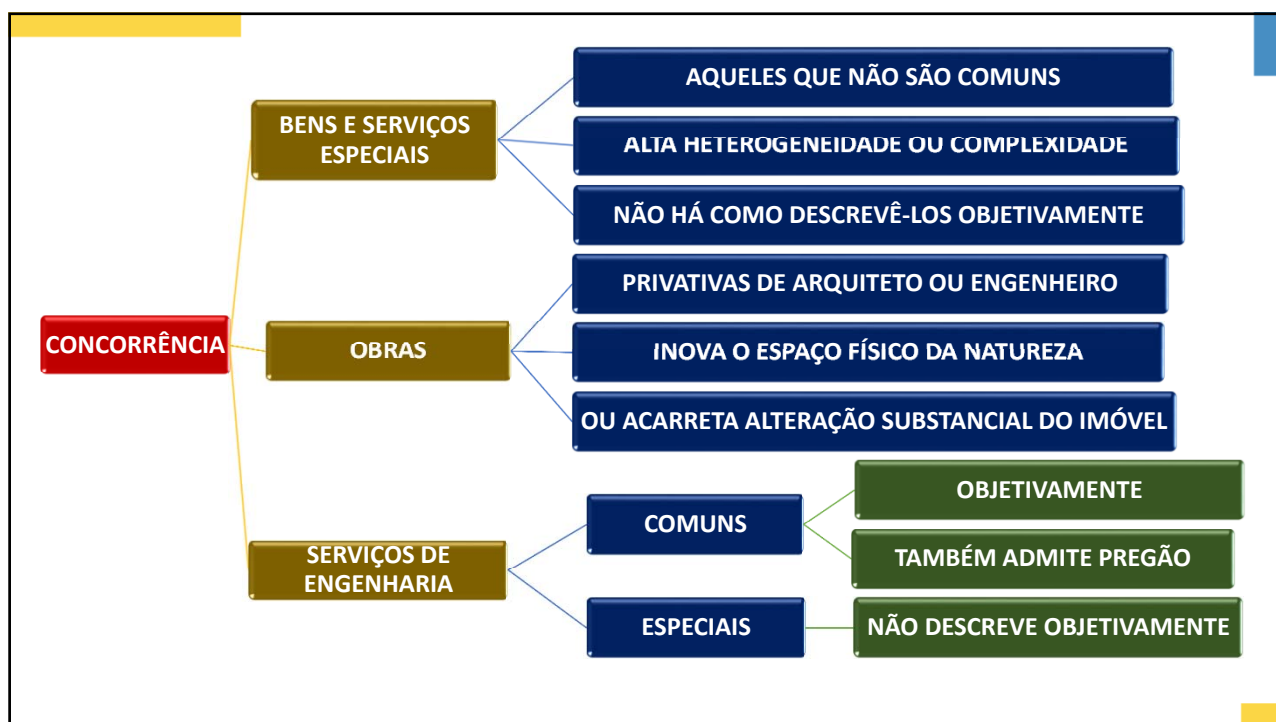 CONCORRÊNCIA
BENS E SERVIÇOS
ESPECIAIS
AQUELES QUE NÃO SÃO COMUNS
ALTA HETEROGENEIDADE OU COMPLEXIDADE
NÃO HÁ COMO DESCREVÊ-LOS OBJETIVAMENTE
OBRAS
PRIVATIVAS DE ARQUITETO OU ENGENHEIRO
INOVA O ESPAÇO FÍSICO DA NATUREZA
OU ACARRETA ALTERAÇÃO SUBSTANCIAL DO IMÓVEL
SERVIÇOS DE
ENGENHARIA
COMUNS
OBJETIVAMENTE
TAMBÉM ADMITE PREGÃO
ESPECIAIS
NÃO DESCREVE OBJETIVAMENTE